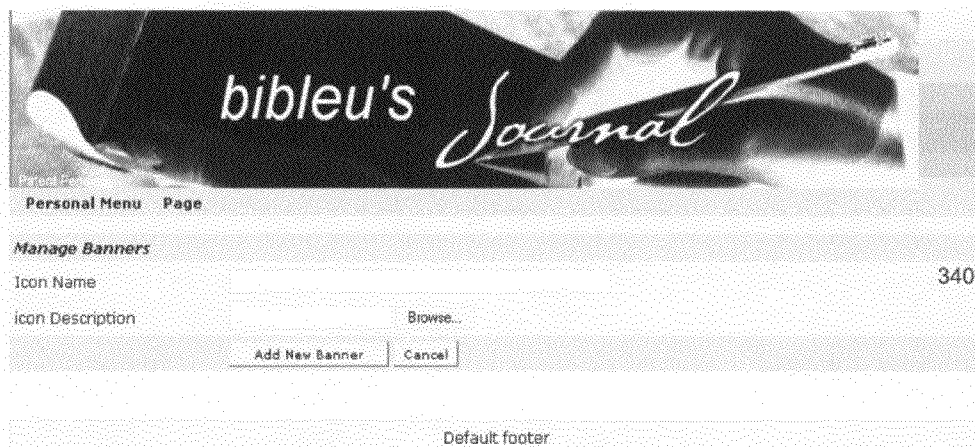 bibleu's Journal
Personal Menu Page
Manage Banners
Icon Name
340
icon Description Browse...
Add New Banner Cancel
Default footer